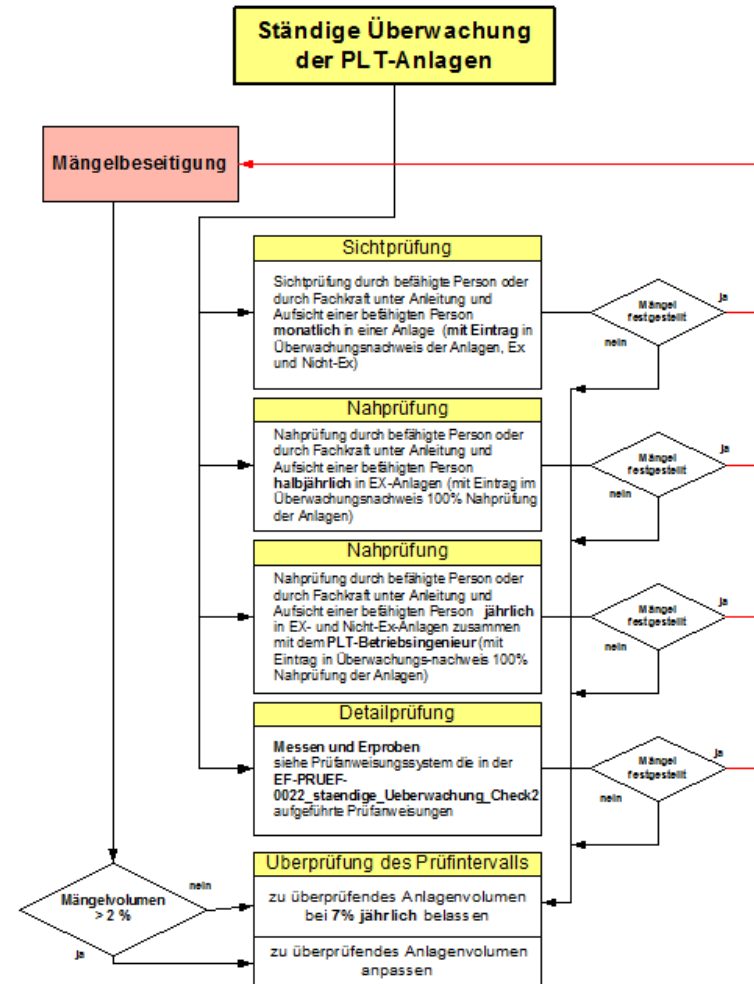 Ständige Überwachung
der PLT-Anlagen
Mängelbeseitigung
Sichtprüfung
Sichtprüfung durch befähigte Person oder
durch Fachkraft unter Anleitung und
Aufsicht einer befähigten Person
monatlich in einer Anlage (mit Eintrag in
Überwachungsnachweis der Anlagen, Ex
und Nicht-Ex)
Mängel
festgestellt
ja
nein
Nahprüfung
Nahprüfung durch befähigte Person oder
durch Fachkraft unter Anleitung und
Aufsicht einer befähigten Person
halbjährlich in EX-Anlagen (mit Eintrag im
Überwachungsnachweis 100% Nahprüfung
der Anlagen)
Mängel
festgestellt
ja
nein
Nahprüfung
Nahprüfung durch befähigte Person oder
durch Fachkraft unter Anleitung und
Aufsicht einer befähigten Person jährlich
in EX- und Nicht-Ex-Anlagen zusammen
mit dem PLT-Betriebsingenieur (mit
Eintrag in Überwachungs-nachweis 100%
Nahprüfung der Anlagen)
Mängel
festgestellt
ja
nein
Detailprüfung
Messen und Erproben
siehe Prüfanweisungssystem die in der
EF-PRUEF-
0022_staendige_Ueberwachung_Check2
aufgeführte Prüfanweisungen
Mängel
festgestellt
ja
nein
Mängelvolumen
> 2 %
nein
ja
Überprüfung des Prüfintervalls
zu überprüfendes Anlagenvolumen
bei 7% jährlich belassen
zu überprüfendes Anlagenvolumen
anpassen